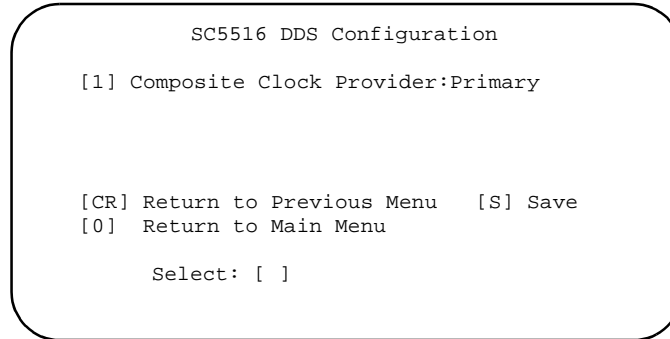 SC5516 DDS Configuration
[1] Composite Clock Provider:Primary
[CR] Return to Previous Menu [S] Save
[0] Return to Main Menu
Select: [ ]